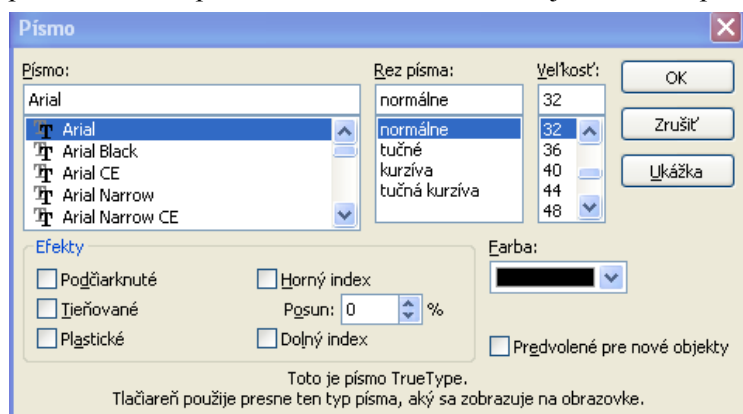 Písmo
Písmo:
Rez písma:
Veľkosť:
Arial
normálne
32
OK
Arial
Arial Black
Arial CE
Arial Narrow
Arial Narrow CE
normálne
tučné
kurzíva
tučná kurzíva
32
36
40
44
48
Zrušiť
Ukážka
Efekty
Podčiarknuté
Tieňované
Plastické
Horný index
Posun: 0 %
Dolný index
Farba:
Predvolené pre nové objekty
Toto je písmo TrueType.
Tlačiareň použije presne ten typ písma, aký sa zobrazuje na obrazovke.